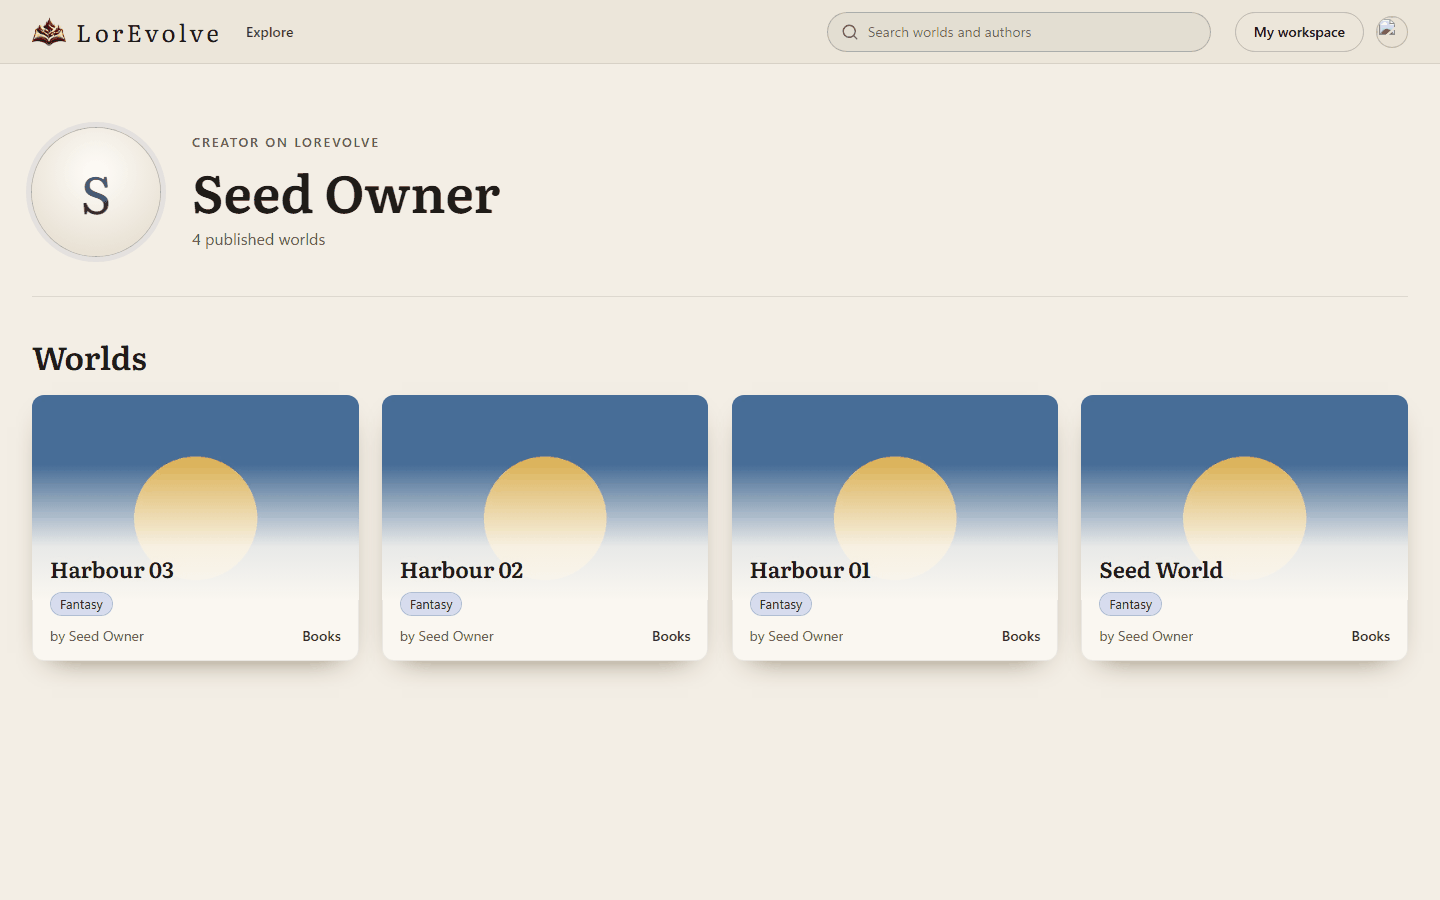 LorEvolve Explore Search worlds and authors My workspace
CREATOR ON LOREVOLVE
S
Seed Owner
4 published worlds
Worlds
Harbour 03
Fantasy
by Seed Owner Books
Harbour 02
Fantasy
by Seed Owner Books
Harbour 01
Fantasy
by Seed Owner Books
Seed World
Fantasy
by Seed Owner Books